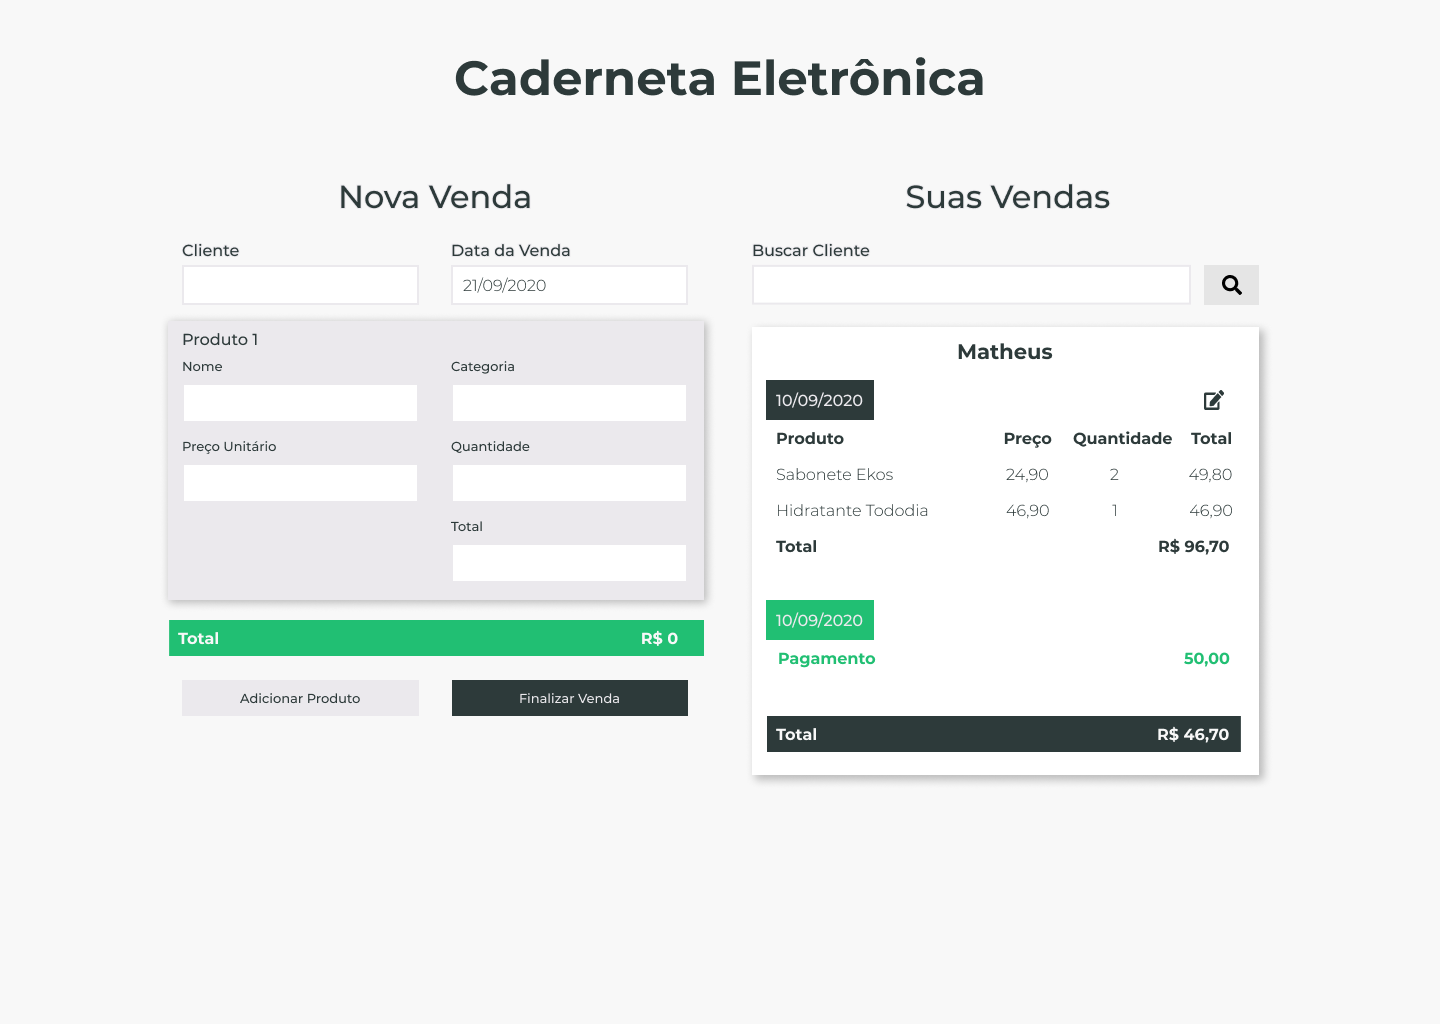 Caderneta Eletrônica
Nova Venda
Cliente
Data da Venda
21/09/2020
Produto 1
Nome
Categoria
Preço Unitário
Quantidade
Total
Total R$ 0
Adicionar Produto
Finalizar Venda
Suas Vendas
Buscar Cliente
Matheus
10/09/2020
Produto Preço Quantidade Total
Sabonete Ekos 24,90 2 49,80
Hidratante Tododia 46,90 1 46,90
Total R$ 96,70
10/09/2020
Pagamento 50,00
Total R$ 46,70